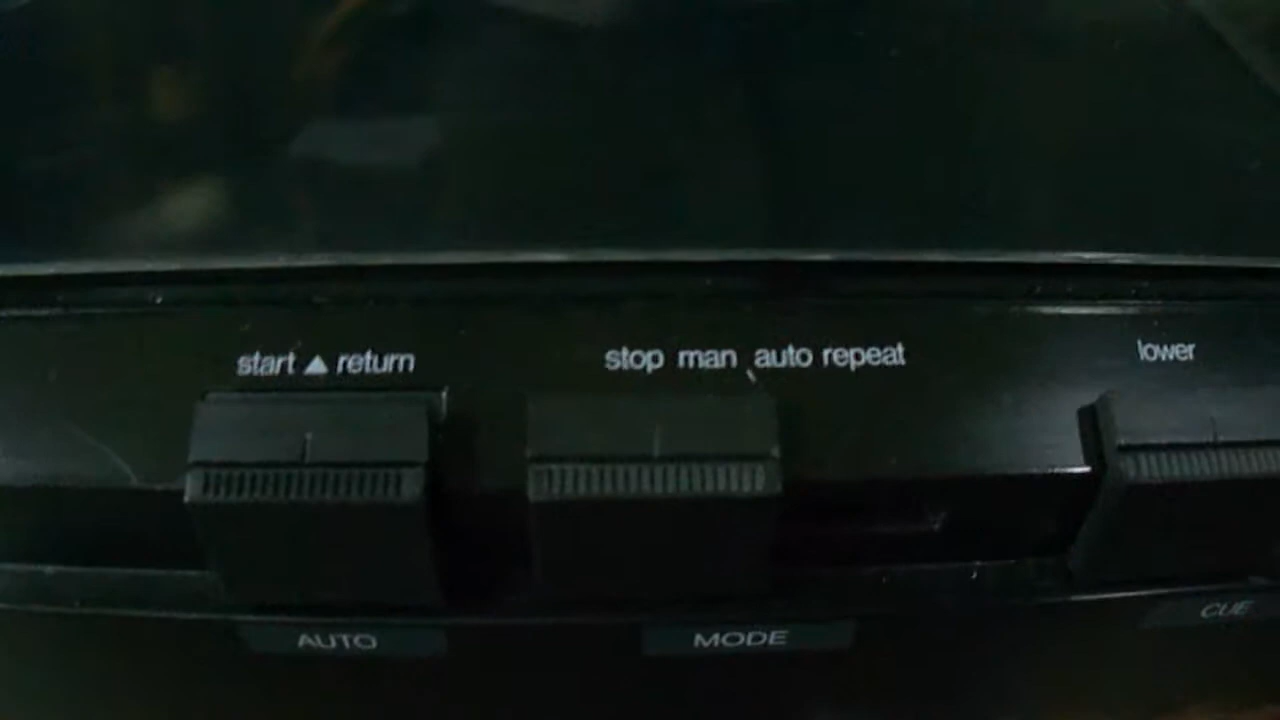 start ▲ return
stop man auto repeat
lower
AUTO
MODE
CUE